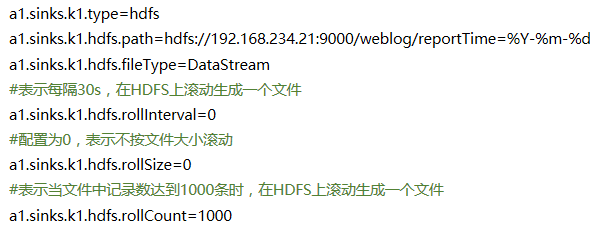 a1.sinks.k1.type=hdfs
a1.sinks.k1.hdfs.path=hdfs://192.168.234.21:9000/weblog/reportTime=%Y-%m-%d
a1.sinks.k1.hdfs.fileType=DataStream
#表示每隔30s，在HDFS上滚动生成一个文件
a1.sinks.k1.hdfs.rollInterval=0
#配置为0，表示不按文件大小滚动
a1.sinks.k1.hdfs.rollSize=0
#表示当文件中记录数达到1000条时，在HDFS上滚动生成一个文件
a1.sinks.k1.hdfs.rollCount=1000